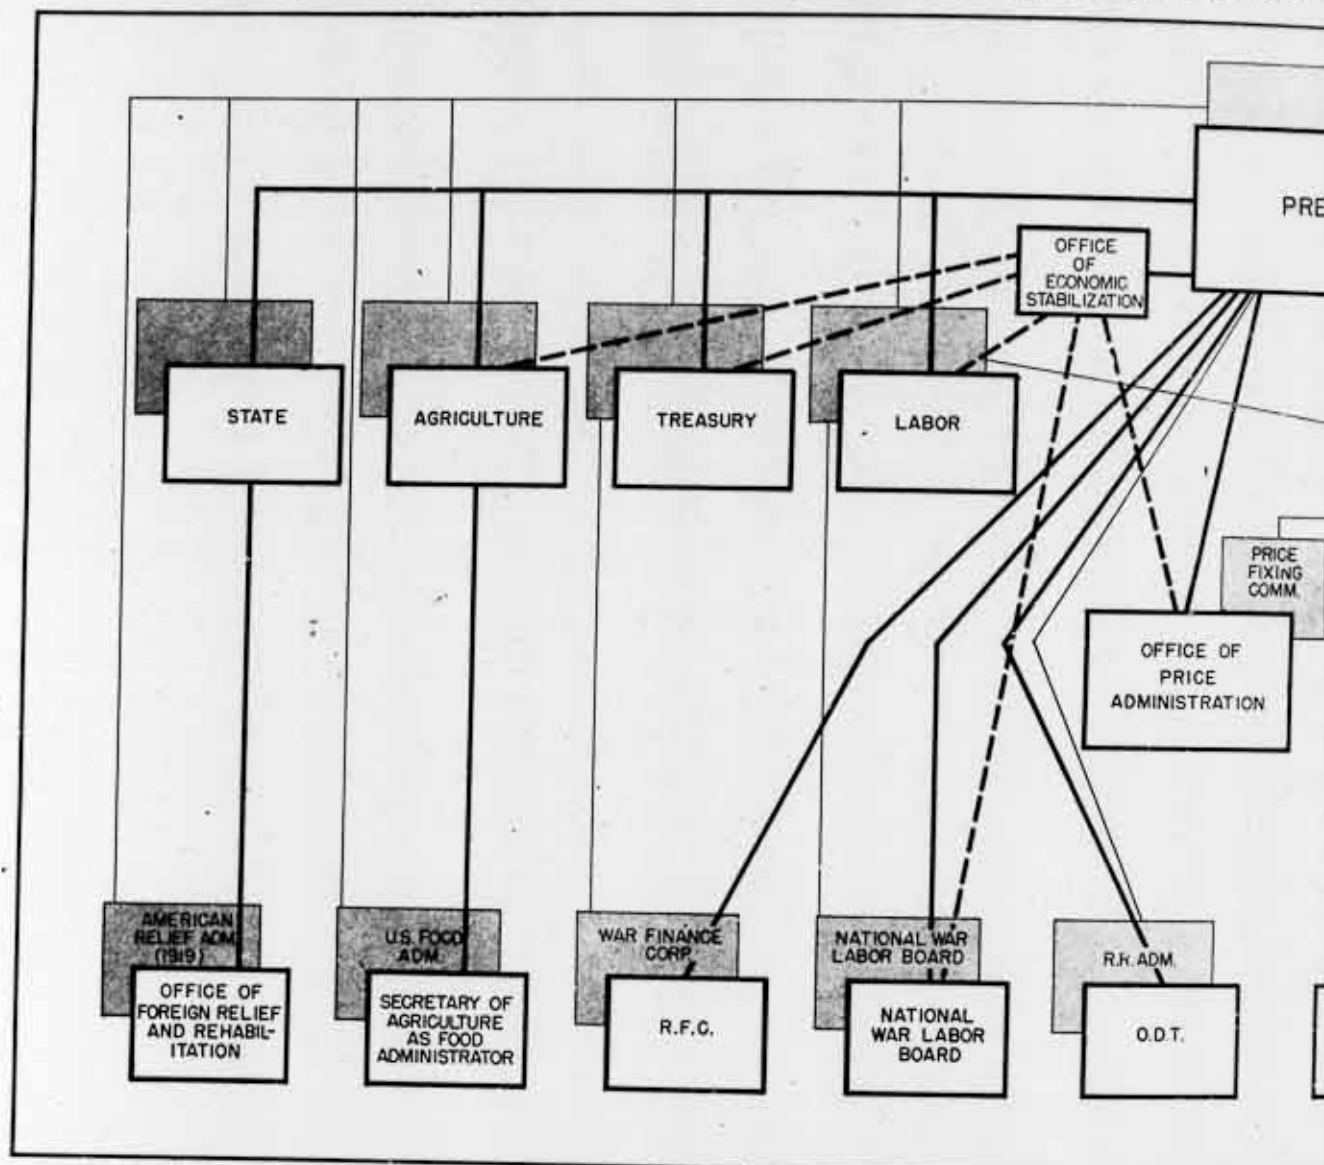 PRE
OFFICE
OF
ECONOMIC
STABILIZATION
STATE
AGRICULTURE
TREASURY
LABOR
PRICE
FIXING
COMM.
OFFICE OF
PRICE
ADMINISTRATION
AMERICAN
RELIEF ADM.
(1919)
OFFICE OF
FOREIGN RELIEF
AND REHABIL-
ITATION
U.S. FOOD
ADM.
SECRETARY OF
AGRICULTURE
AS FOOD
ADMINISTRATOR
WAR FINANCE
CORP.
R.F.C.
NATIONAL WAR
LABOR BOARD
NATIONAL
WAR LABOR
BOARD
R.R. ADM.
O.D.T.